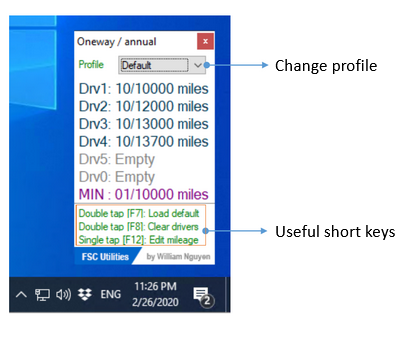 Oneway / annual x
Profile Default
Change profile
Drv1: 10/10000 miles
Drv2: 10/12000 miles
Drv3: 10/13000 miles
Drv4: 10/13700 miles
Drv5: Empty
Drv0: Empty
MIN : 01/10000 miles
Double tap [F7]: Load default
Double tap [F8]: Clear drivers
Useful short keys
Single tap [F12]: Edit mileage
FSC Utilities by William Nguyen
11:26 PM
ENG 2
2/26/2020